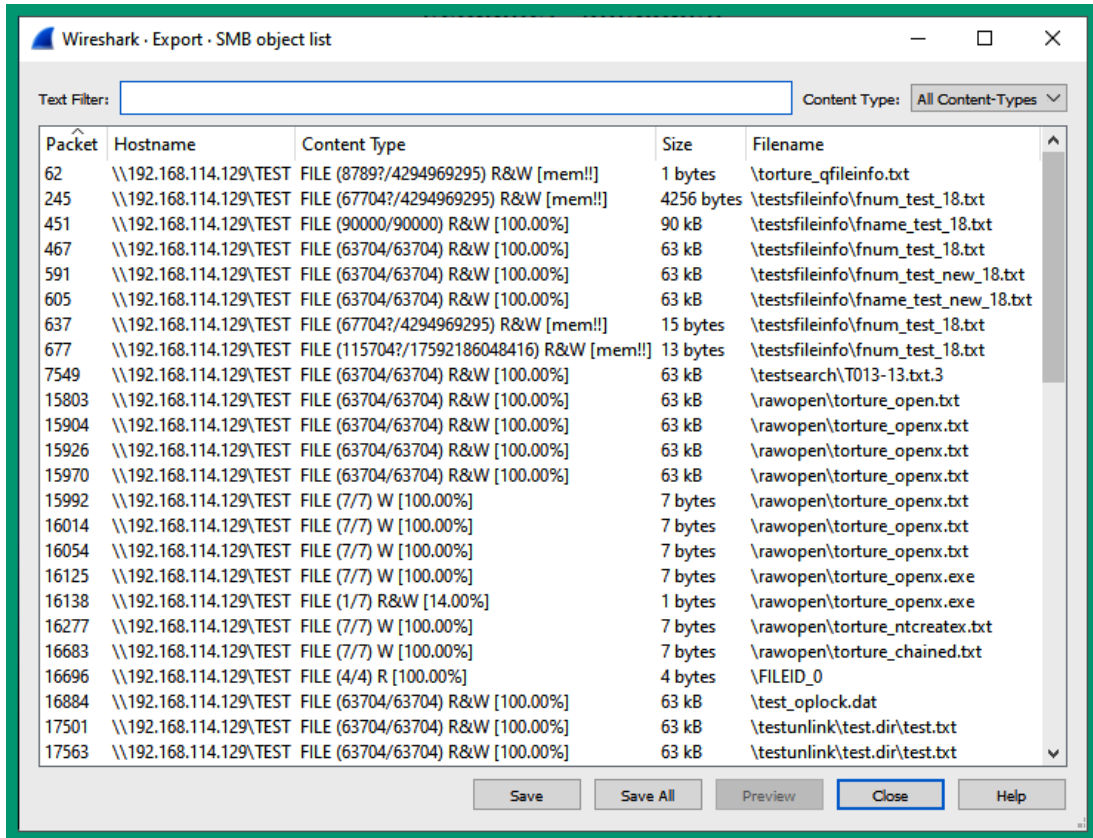 Wireshark · Export · SMB object list
Text Filter: Content Type: All Content-Types
Packet Hostname Content Type Size Filename
62 \\192.168.114.129\TEST FILE (8789?/4294969295) R&W [mem!!] 1 bytes \torture_qfileinfo.txt
245 \\192.168.114.129\TEST FILE (67704?/4294969295) R&W [mem!!] 4256 bytes \testsfileinfo\fnum_test_18.txt
451 \\192.168.114.129\TEST FILE (90000/90000) R&W [100.00%] 90 kB \testsfileinfo\fname_test_18.txt
467 \\192.168.114.129\TEST FILE (63704/63704) R&W [100.00%] 63 kB \testsfileinfo\fnum_test_18.txt
591 \\192.168.114.129\TEST FILE (63704/63704) R&W [100.00%] 63 kB \testsfileinfo\fnum_test_new_18.txt
605 \\192.168.114.129\TEST FILE (63704/63704) R&W [100.00%] 63 kB \testsfileinfo\fname_test_new_18.txt
637 \\192.168.114.129\TEST FILE (67704?/4294969295) R&W [mem!!] 15 bytes \testsfileinfo\fnum_test_18.txt
677 \\192.168.114.129\TEST FILE (115704?/17592186048416) R&W [mem!!] 13 bytes \testsfileinfo\fnum_test_18.txt
7549 \\192.168.114.129\TEST FILE (63704/63704) R&W [100.00%] 63 kB \testsearch\T013-13.txt.3
15803 \\192.168.114.129\TEST FILE (63704/63704) R&W [100.00%] 63 kB \rawopen\torture_open.txt
15904 \\192.168.114.129\TEST FILE (63704/63704) R&W [100.00%] 63 kB \rawopen\torture_openx.txt
15926 \\192.168.114.129\TEST FILE (63704/63704) R&W [100.00%] 63 kB \rawopen\torture_openx.txt
15970 \\192.168.114.129\TEST FILE (63704/63704) R&W [100.00%] 63 kB \rawopen\torture_openx.txt
15992 \\192.168.114.129\TEST FILE (7/7) W [100.00%] 7 bytes \rawopen\torture_openx.txt
16014 \\192.168.114.129\TEST FILE (7/7) W [100.00%] 7 bytes \rawopen\torture_openx.txt
16054 \\192.168.114.129\TEST FILE (7/7) W [100.00%] 7 bytes \rawopen\torture_openx.txt
16125 \\192.168.114.129\TEST FILE (7/7) W [100.00%] 7 bytes \rawopen\torture_openx.exe
16138 \\192.168.114.129\TEST FILE (1/7) R&W [14.00%] 1 bytes \rawopen\torture_openx.exe
16277 \\192.168.114.129\TEST FILE (7/7) W [100.00%] 7 bytes \rawopen\torture_ntcreatex.txt
16683 \\192.168.114.129\TEST FILE (7/7) W [100.00%] 7 bytes \rawopen\torture_chained.txt
16696 \\192.168.114.129\TEST FILE (4/4) R [100.00%] 4 bytes \FILEID_0
16884 \\192.168.114.129\TEST FILE (63704/63704) R&W [100.00%] 63 kB \test_oplock.dat
17501 \\192.168.114.129\TEST FILE (63704/63704) R&W [100.00%] 63 kB \testunlink\test.dir\test.txt
17563 \\192.168.114.129\TEST FILE (63704/63704) R&W [100.00%] 63 kB \testunlink\test.dir\test.txt
Save Save All Preview Close Help